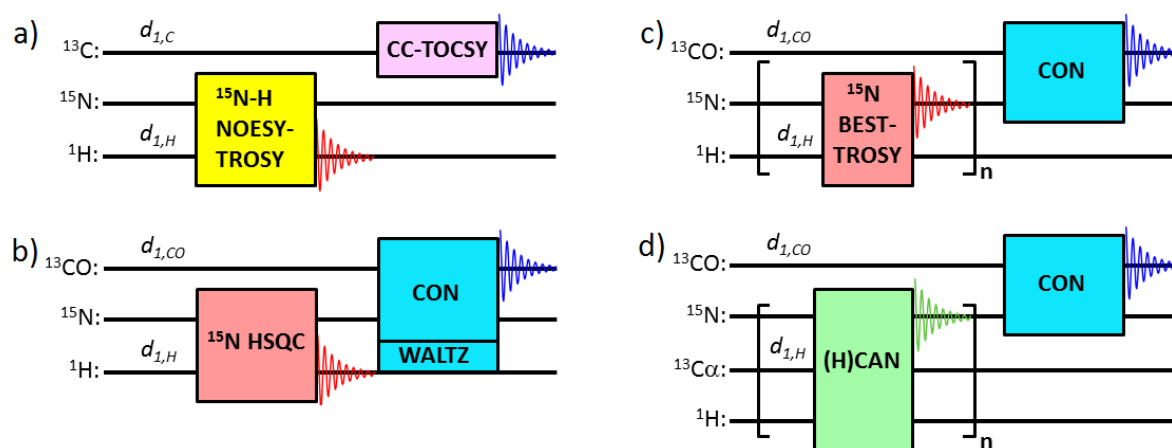 a)
¹³C:
d1,C
CC-TOCSY
¹⁵N:
¹⁵N-H
NOESY-
TROSY
¹H:
d1,H
b)
¹³CO:
d1,CO
CON
¹⁵N:
¹⁵N HSQC
¹H:
d1,H
WALTZ
c)
¹³CO:
d1,CO
CON
¹⁵N:
¹⁵N
BEST-
TROSY
¹H:
d1,H
n
d)
¹³CO:
d1,CO
CON
¹⁵N:
d1,H
(H)CAN
¹³Cα:
¹H:
n